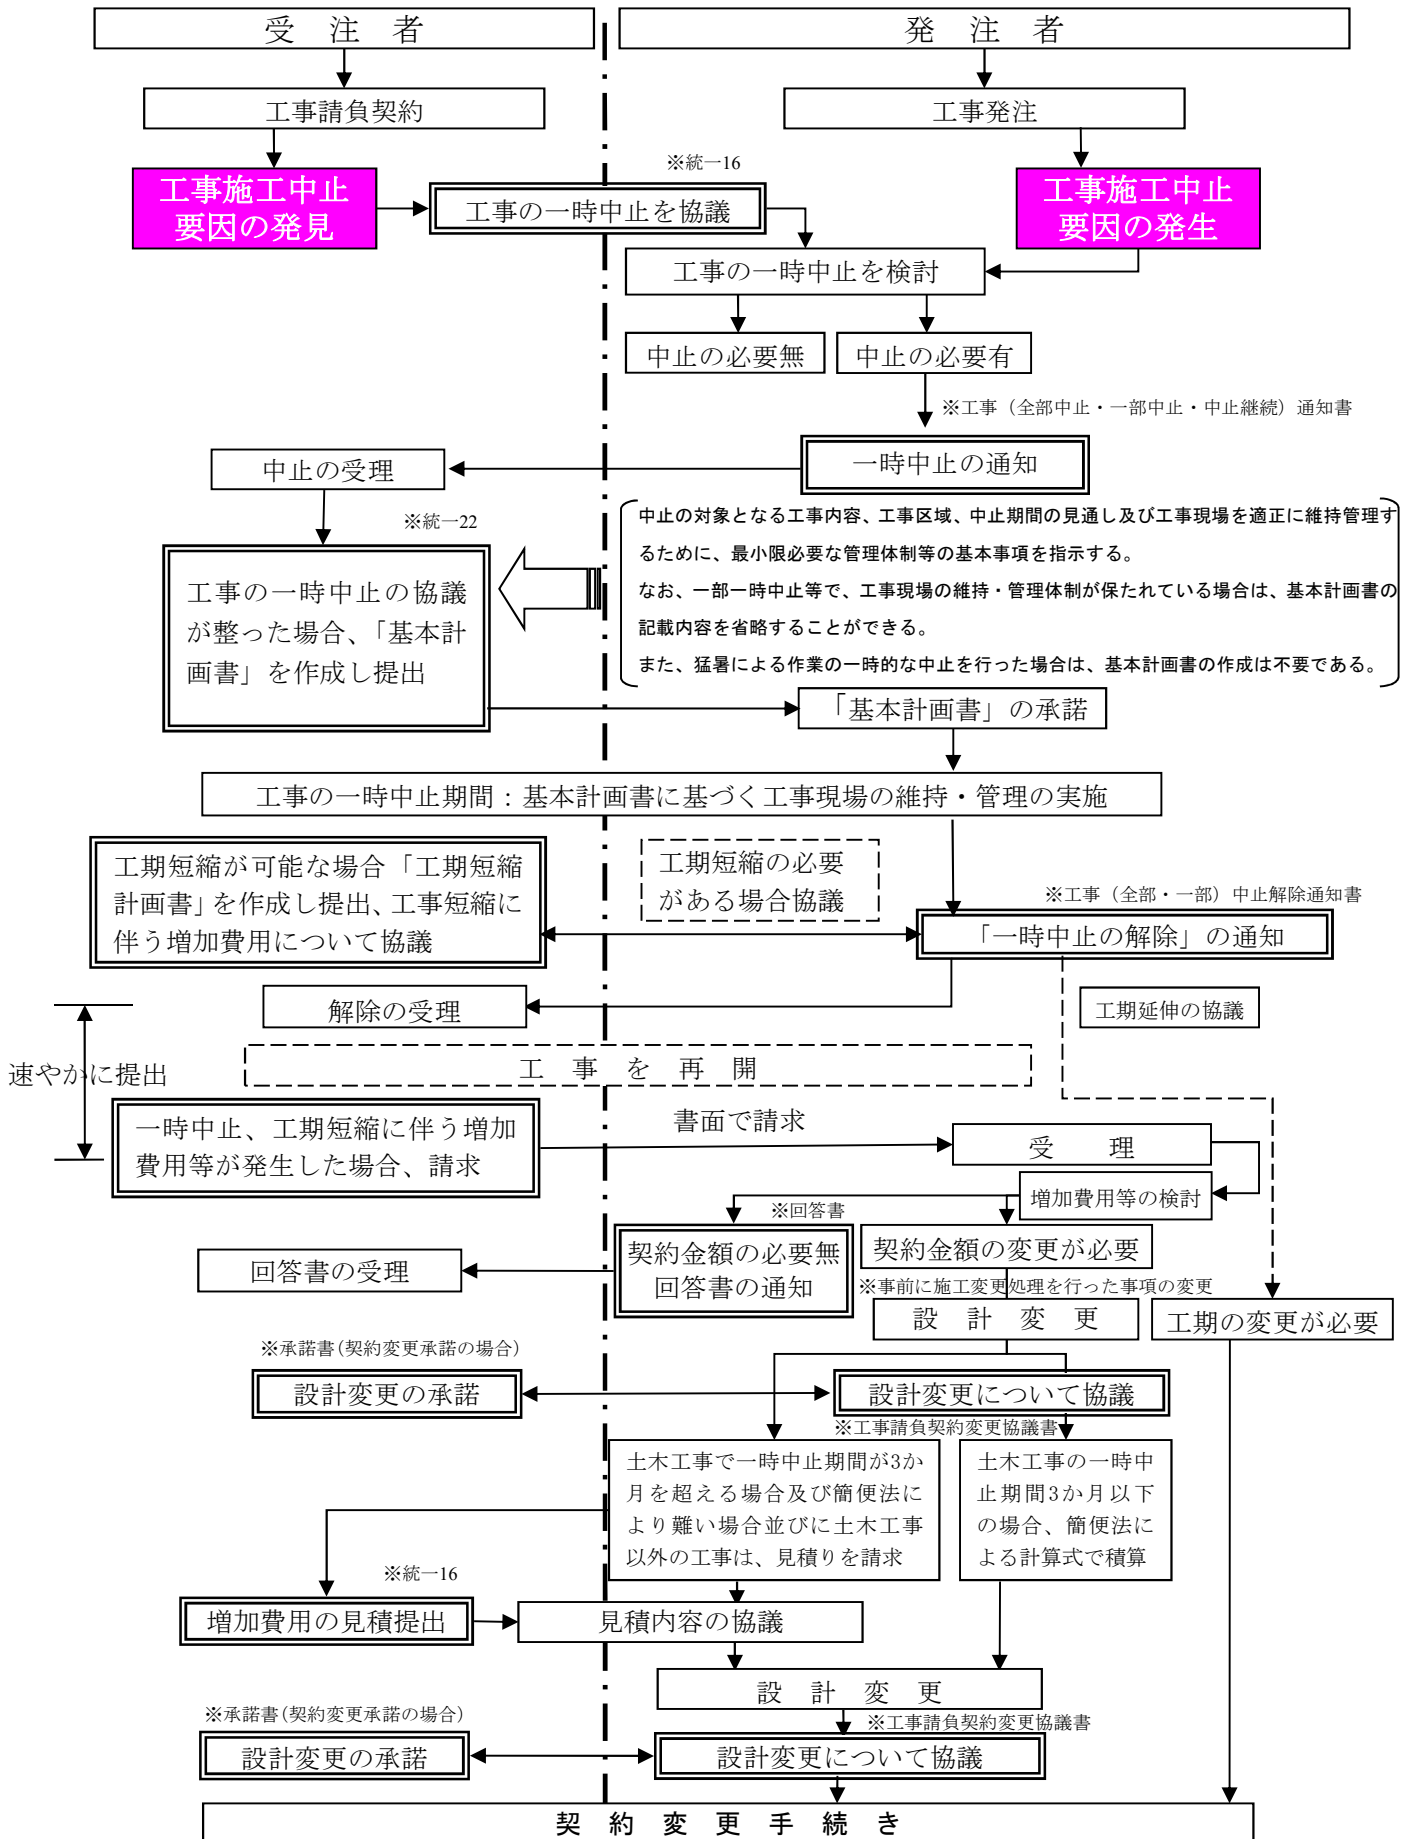 受　注　者
発　注　者
工事請負契約
工事発注
※統一16
工事施工中止
要因の発見
工事の一時中止を協議
工事施工中止
要因の発生
工事の一時中止を検討
中止の必要無
中止の必要有
※工事（全部中止・一部中止・中止継続）通知書
中止の受理
一時中止の通知
※統一22
中止の対象となる工事内容、工事区域、中止期間の見通し及び工事現場を適正に維持管理す
るために、最小限必要な管理体制等の基本事項を指示する。
なお、一部一時中止等で、工事現場の維持・管理体制が保たれている場合は、基本計画書の
記載内容を省略することができる。
また、猛暑による作業の一時的な中止を行った場合は、基本計画書の作成は不要である。
工事の一時中止の協議
が整った場合、「基本計
画書」を作成し提出
「基本計画書」の承諾
工事の一時中止期間：基本計画書に基づく工事現場の維持・管理の実施
工期短縮が可能な場合「工期短縮
計画書」を作成し提出、工事短縮に
伴う増加費用について協議
工期短縮の必要
がある場合協議
※工事（全部・一部）中止解除通知書
「一時中止の解除」の通知
解除の受理
工期延伸の協議
速やかに提出
工　事　を　再　開
一時中止、工期短縮に伴う増加
費用等が発生した場合、請求
書面で請求
受　　理
増加費用等の検討
※回答書
契約金額の必要無
回答書の通知
契約金額の変更が必要
回答書の受理
※事前に施工変更処理を行った事項の変更
設　計　変　更
工期の変更が必要
※承諾書(契約変更承諾の場合)
設計変更の承諾
設計変更について協議
※工事請負契約変更協議書
土木工事で一時中止期間が3か
月を超える場合及び簡便法に
より難い場合並びに土木工事
以外の工事は、見積りを請求
土木工事の一時中
止期間3か月以下
の場合、簡便法に
よる計算式で積算
※統一16
増加費用の見積提出
見積内容の協議
設　計　変　更
※承諾書(契約変更承諾の場合)
※工事請負契約変更協議書
設計変更の承諾
設計変更について協議
契　約　変　更　手　続　き